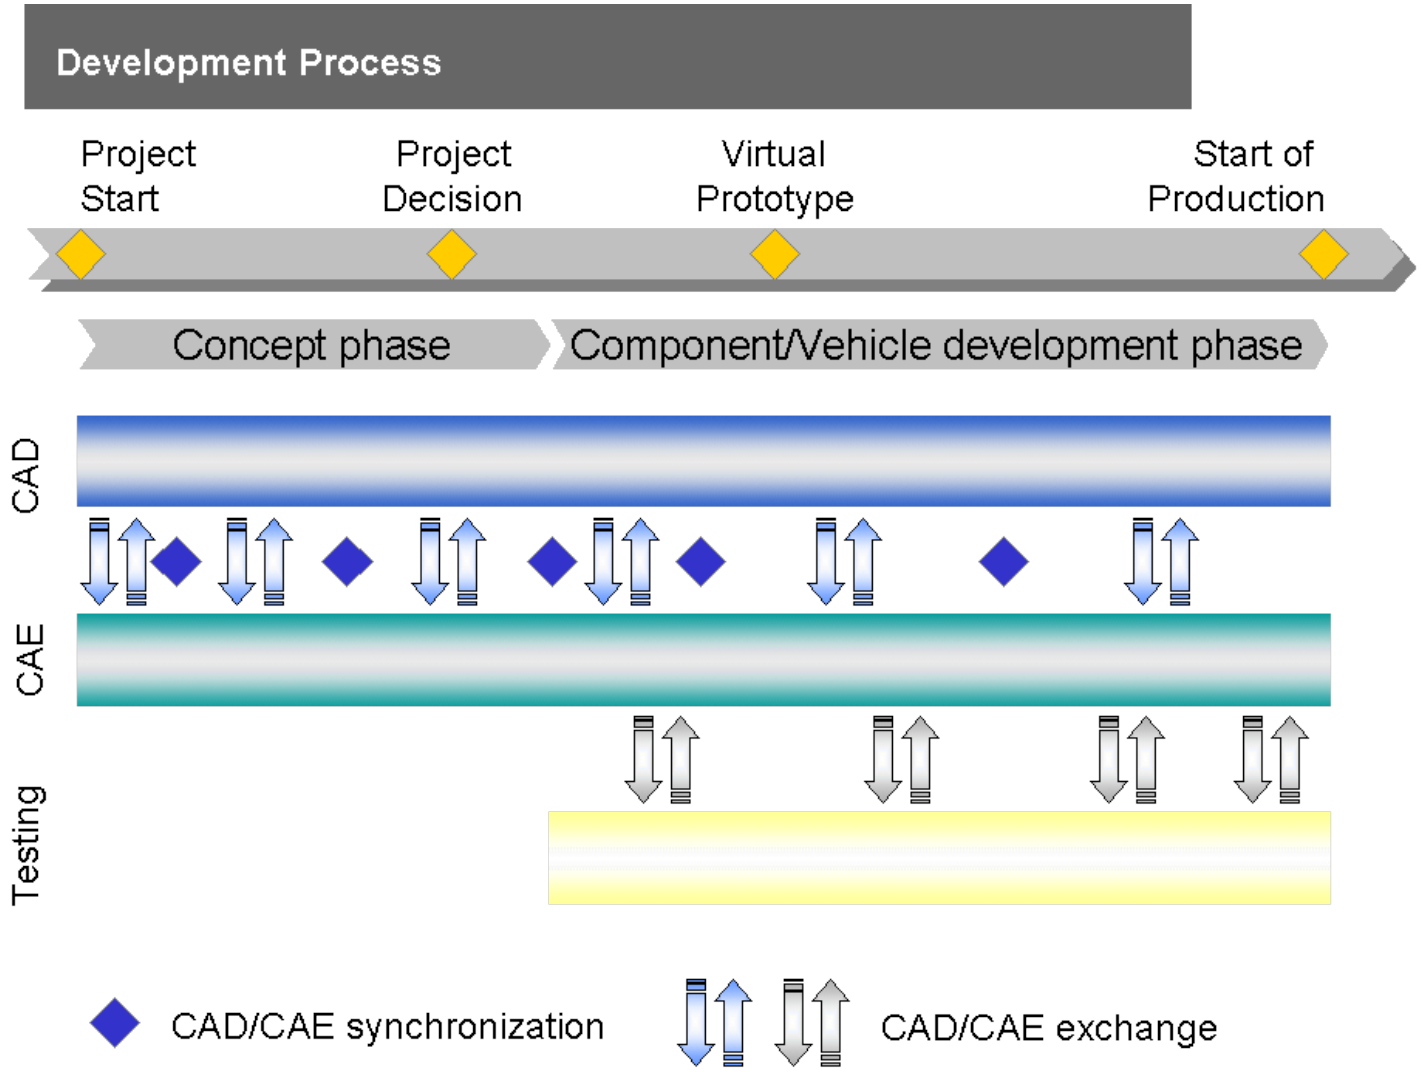 Development Process
Project Start
Project Decision
Virtual Prototype
Start of Production
Concept phase
Component/Vehicle development phase
CAD
CAE
Testing
CAD/CAE synchronization
CAD/CAE exchange